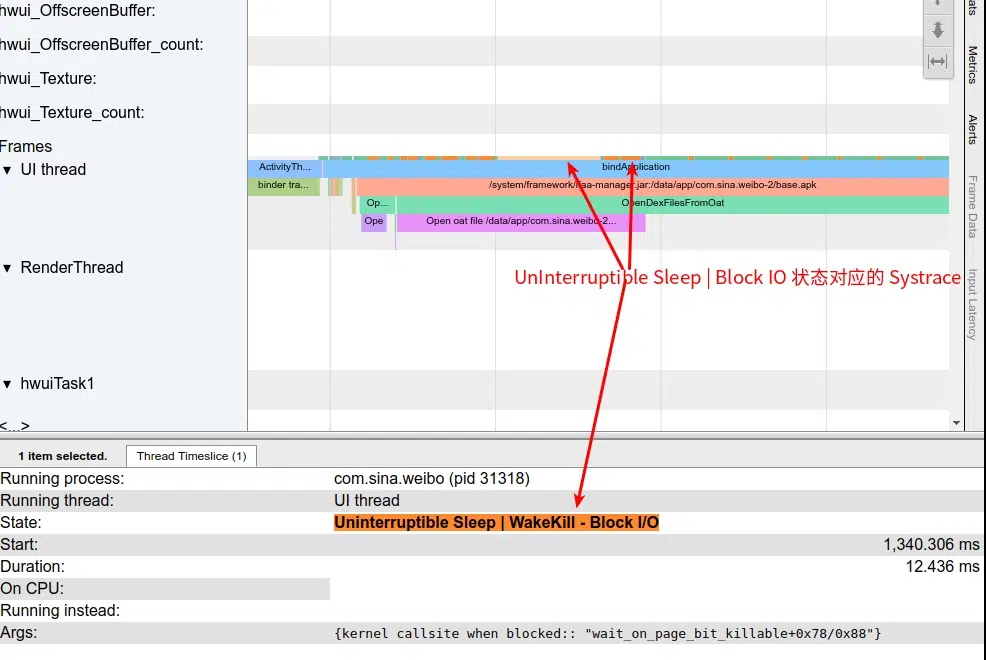 hwui_OffscreenBuffer:
hwui_OffscreenBuffer_count:
hwui_Texture:
hwui_Texture_count:
Frames
▼ UI thread
ActivityTh...
bindApplication
binder tra...
/system/framework/haa-manager.jar:/data/app/com.sina.weibo-2/base.apk
Op...
OpenDexFilesFromOat
Ope
Open oat file /data/app/com.sina.weibo-2...
▼ RenderThread
UnInterruptible Sleep | Block IO 状态对应的 Systrace
▼ hwuiTask1
<...>
ats
Metrics
Alerts
Frame Data
Input Latency
1 item selected.
Thread Timeslice (1)
Running process: com.sina.weibo (pid 31318)
Running thread: UI thread
State: Uninterruptible Sleep | WakeKill - Block I/O
Start: 1,340.306 ms
Duration: 12.436 ms
On CPU:
Running instead:
Args: {kernel callsite when blocked:: "wait_on_page_bit_killable+0x78/0x88"}